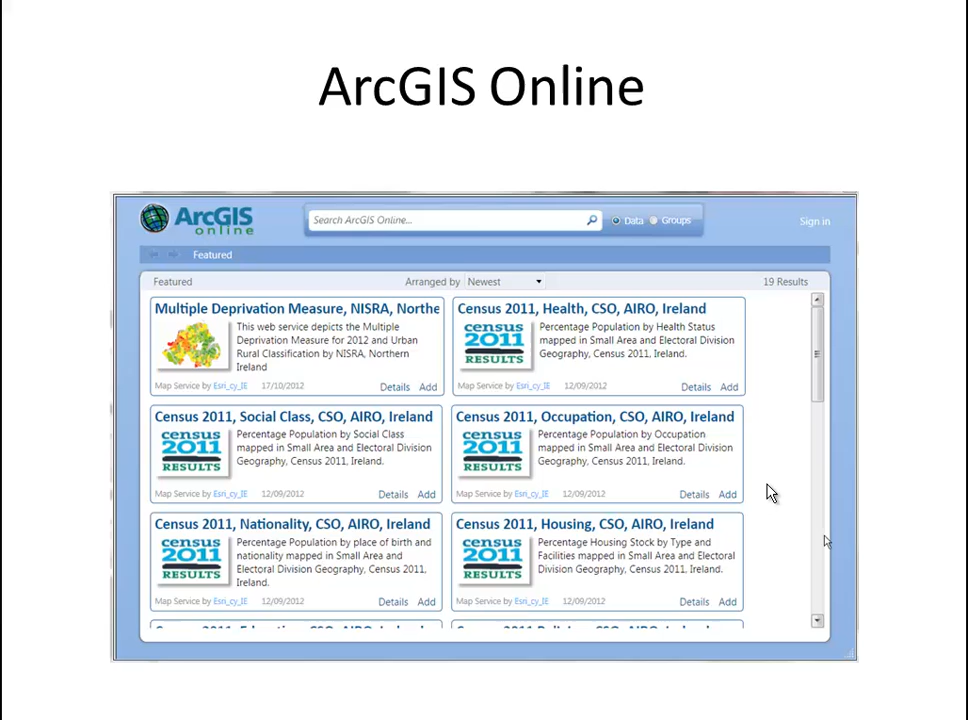 ArcGIS Online
ArcGIS
online
Search ArcGIS Online...
Data
Groups
Sign in
Featured
Featured
Arranged by Newest
19 Results
Multiple Deprivation Measure, NISRA, Northe
This web service depicts the Multiple
Deprivation Measure for 2012 and Urban
Rural Classification by NISRA, Northern
Ireland
Map Service by Esri_cy_IE 17/10/2012 Details Add
Census 2011, Health, CSO, AIRO, Ireland
census
2011
RESULTS
Percentage Population by Health Status
mapped in Small Area and Electoral Division
Geography, Census 2011, Ireland.
Map Service by Esri_cy_IE 12/09/2012 Details Add
Census 2011, Social Class, CSO, AIRO, Ireland
census
2011
RESULTS
Percentage Population by Social Class
mapped in Small Area and Electoral Division
Geography, Census 2011, Ireland.
Map Service by Esri_cy_IE 12/09/2012 Details Add
Census 2011, Occupation, CSO, AIRO, Ireland
census
2011
RESULTS
Percentage Population by Occupation
mapped in Small Area and Electoral Division
Geography, Census 2011, Ireland.
Map Service by Esri_cy_IE 12/09/2012 Details Add
Census 2011, Nationality, CSO, AIRO, Ireland
census
2011
RESULTS
Percentage Population by place of birth and
nationality mapped in Small Area and
Electoral Division Geography, Census 2011,
Ireland.
Map Service by Esri_cy_IE 12/09/2012 Details Add
Census 2011, Housing, CSO, AIRO, Ireland
census
2011
RESULTS
Percentage Housing Stock by Type and
Facilities mapped in Small Area and Electoral
Division Geography, Census 2011, Ireland.
Map Service by Esri_cy_IE 12/09/2012 Details Add